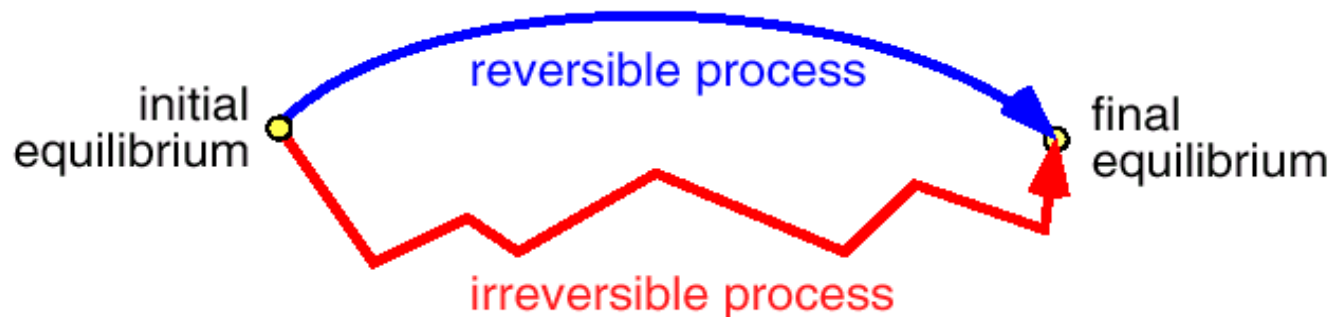 reversible process
initial
equilibrium
final
equilibrium
irreversible process